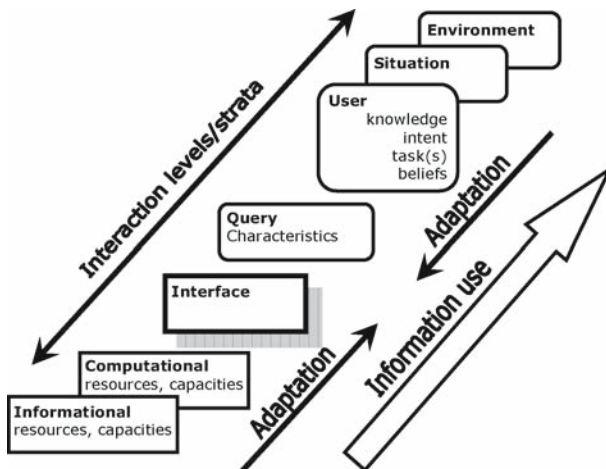 Environment
Situation
User
knowledge
intent
task(s)
beliefs
Interaction levels/strata
Adaptation
Query
Characteristics
Information use
Interface
Adaptation
Computational
resources, capacities
Informational
resources, capacities